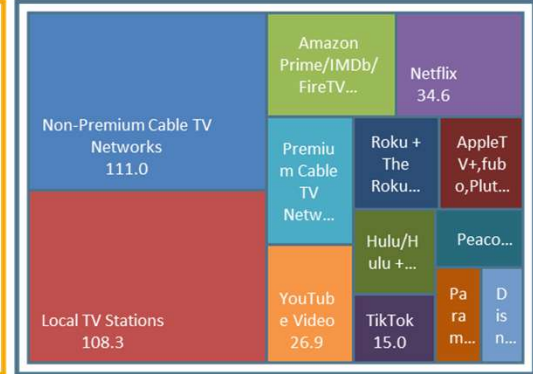 Non-Premium Cable TV
Networks
111.0
Local TV Stations
108.3
Amazon
Prime/IMDb/
FireTV...
Netflix
34.6
Premiu
m Cable
TV
Netw...
YouTub
e Video
26.9
Roku +
The
Roku...
AppleT
V+,fub
o,Plut...
Hulu/H
ulu +...
Peaco...
TikTok
15.0
Pa
ra
m...
D
is
n...